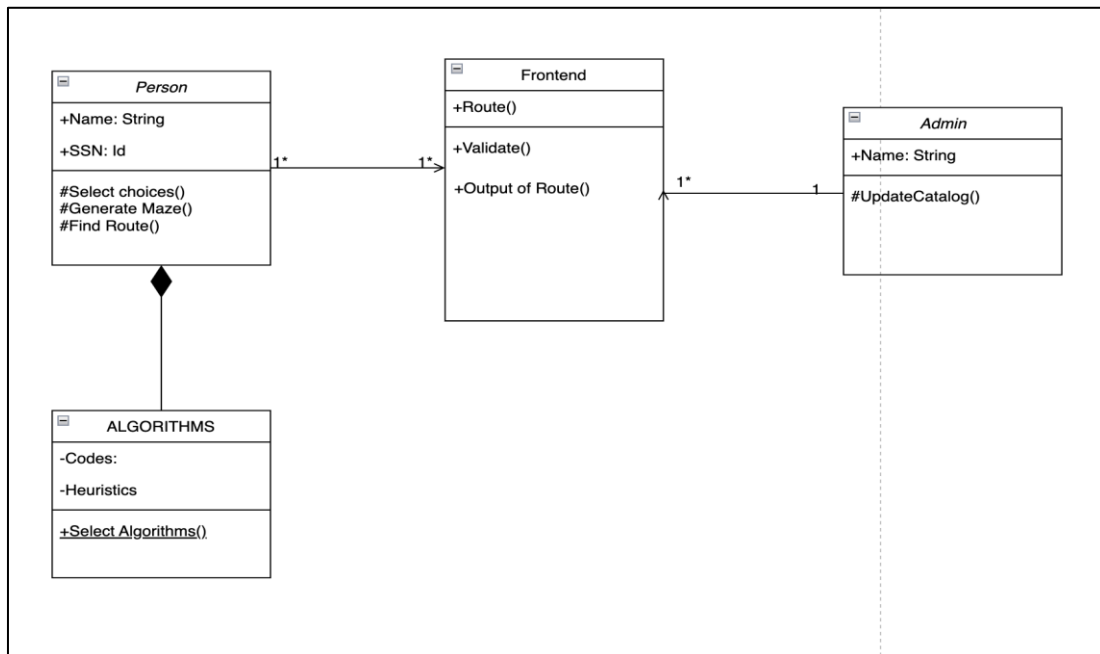 Person
+Name: String
+SSN: Id
#Select choices()
#Generate Maze()
#Find Route()
1*
1*
Frontend
+Route()
+Validate()
+Output of Route()
1*
1
Admin
+Name: String
#UpdateCatalog()
ALGORITHMS
-Codes:
-Heuristics
+Select Algorithms()